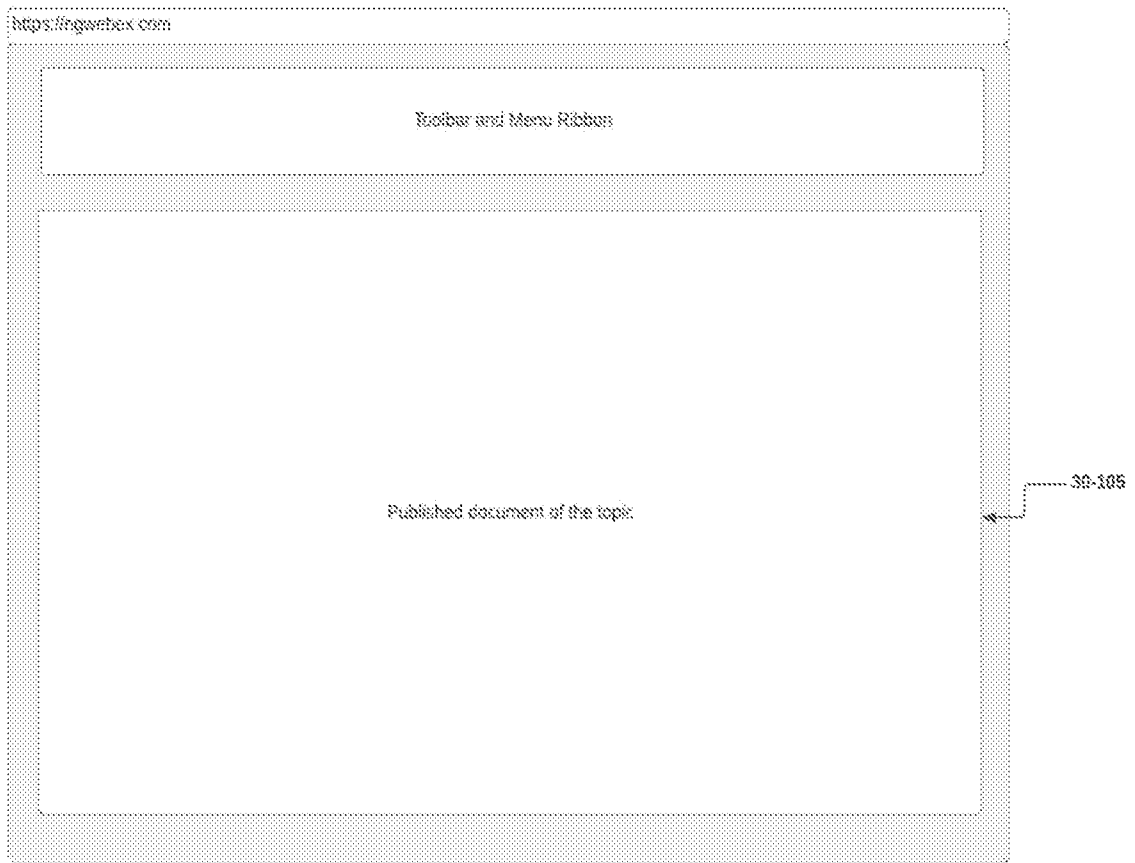 https://ngwebex.com
Toolbar and Menu Ribbon
Published document of the topic
30-105